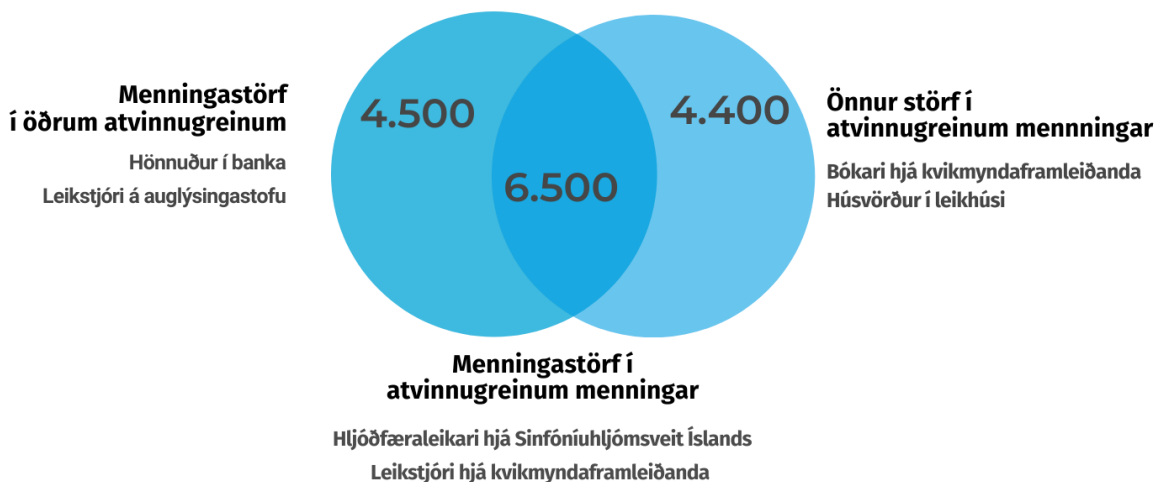 Menningastörf
í öðrum atvinnugreinum
Hönnuður í banka
Leikstjóri á auglýsingastofu
4.500
6.500
4.400
Önnur störf í
atvinnugreinum mennningar
Bókari hjá kvikmyndaframleiðanda
Húsvörður í leikhúsi
Menningastörf í
atvinnugreinum menningar
Hljóðfæraleikari hjá Sinfóníuhljómsveit Íslands
Leikstjóri hjá kvikmyndaframleiðanda